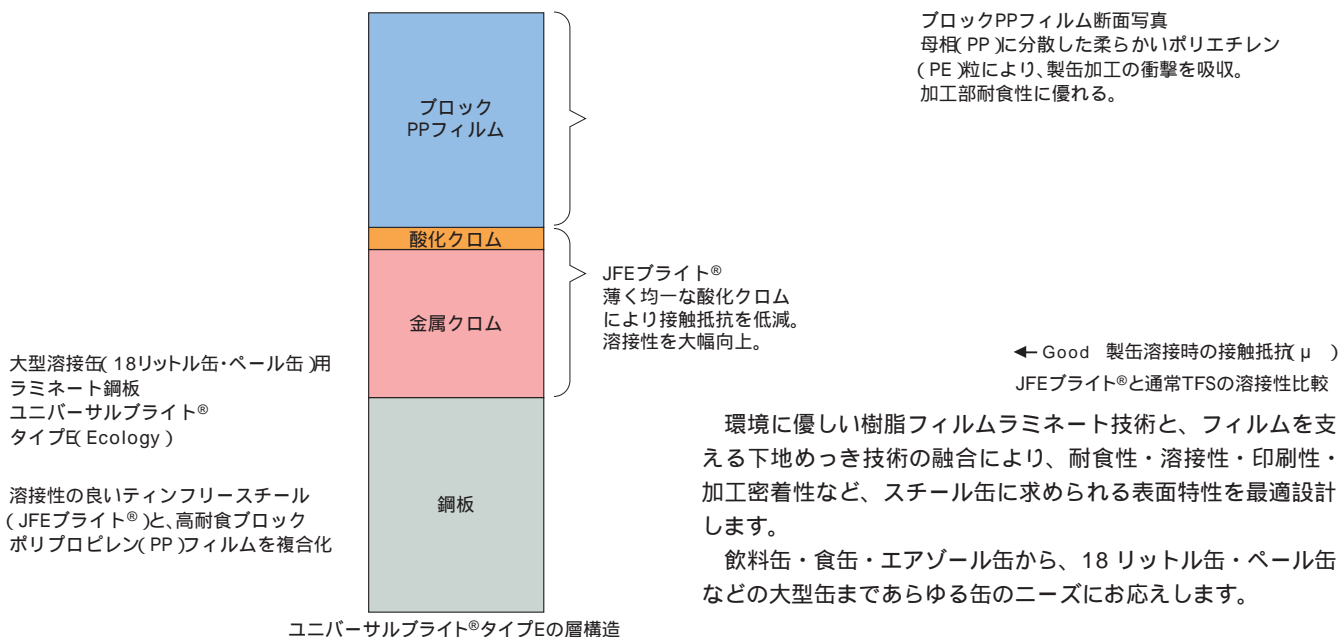 大型溶接缶(18リットル缶・ペール缶)用
ラミネート鋼板
ユニバーサルブライト®
タイプE(Ecology)
溶接性の良いティンフリースチール
(JFEブライト®)と、高耐食ブロック
ポリプロピレン(PP)フィルムを複合化
ブロック
PPフィルム
酸化クロム
金属クロム
鋼板
ユニバーサルブライト®タイプEの層構造
JFEブライト®
薄く均一な酸化クロム
により接触抵抗を低減。
溶接性を大幅向上。
ブロックPPフィルム断面写真
母相(PP)に分散した柔らかいポリエチレン
(PE)粒により、製缶加工の衝撃を吸収。
加工部耐食性に優れる。
← Good 製缶溶接時の接触抵抗(μ )
JFEブライト®と通常TFSの溶接性比較
環境に優しい樹脂フィルムラミネート技術と、フィルムを支
える下地めっき技術の融合により、耐食性・溶接性・印刷性・
加工密着性など、スチール缶に求められる表面特性を最適設計
します。
飲料缶・食缶・エアゾール缶から、18 リットル缶・ペール缶
などの大型缶まであらゆる缶のニーズにお応えします。